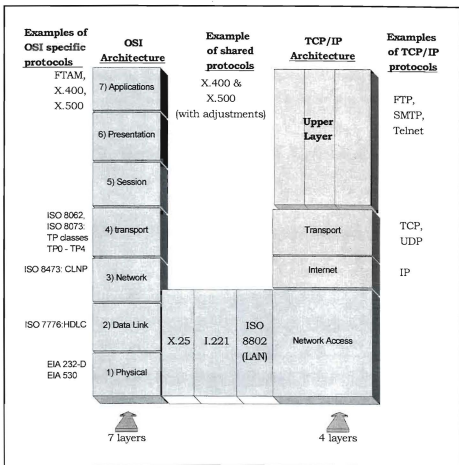 Examples of
OSI specific
protocols
FTAM,
X.400,
X.500
ISO 8062,
ISO 8073:
TP classes
TP0 - TP4
ISO 8473: CLNP
ISO 7776:HDLC
EIA 232-D
EIA 530
OSI
Architecture
7) Applications
6) Presentation
5) Session
4) transport
3) Network
2) Data Link
1) Physical
7 layers
Example
of shared
protocols
X.400 &
X.500
(with adjustments)
X.25
I.221
ISO
8802
(LAN)
TCP/IP
Architecture
Upper
Layer
Transport
Internet
Network Access
4 layers
Examples
of TCP/IP
protocols
FTP,
SMTP,
Telnet
TCP,
UDP
IP